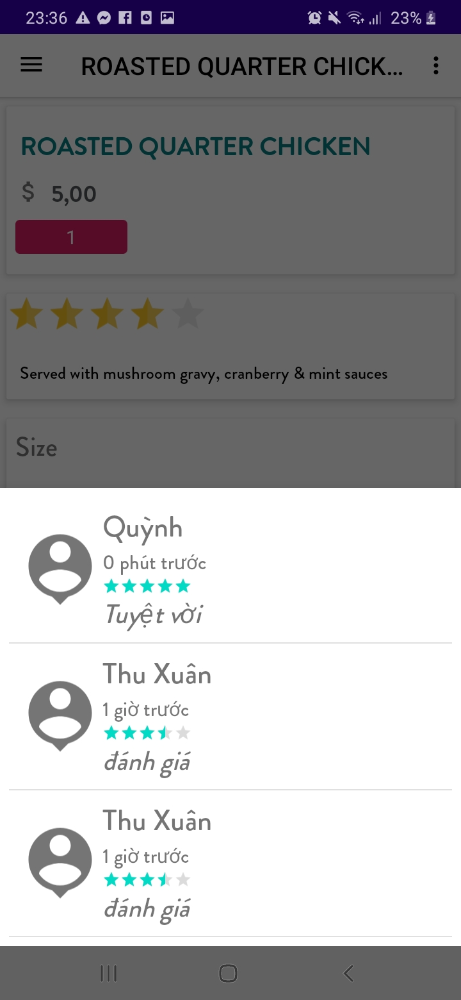 23:36
23%
ROASTED QUARTER CHICK...
ROASTED QUARTER CHICKEN
$ 5,00
1
Served with mushroom gravy, cranberry & mint sauces
Size
Quỳnh
0 phút trước
Tuyệt vời
Thu Xuân
1 giờ trước
đánh giá
Thu Xuân
1 giờ trước
đánh giá